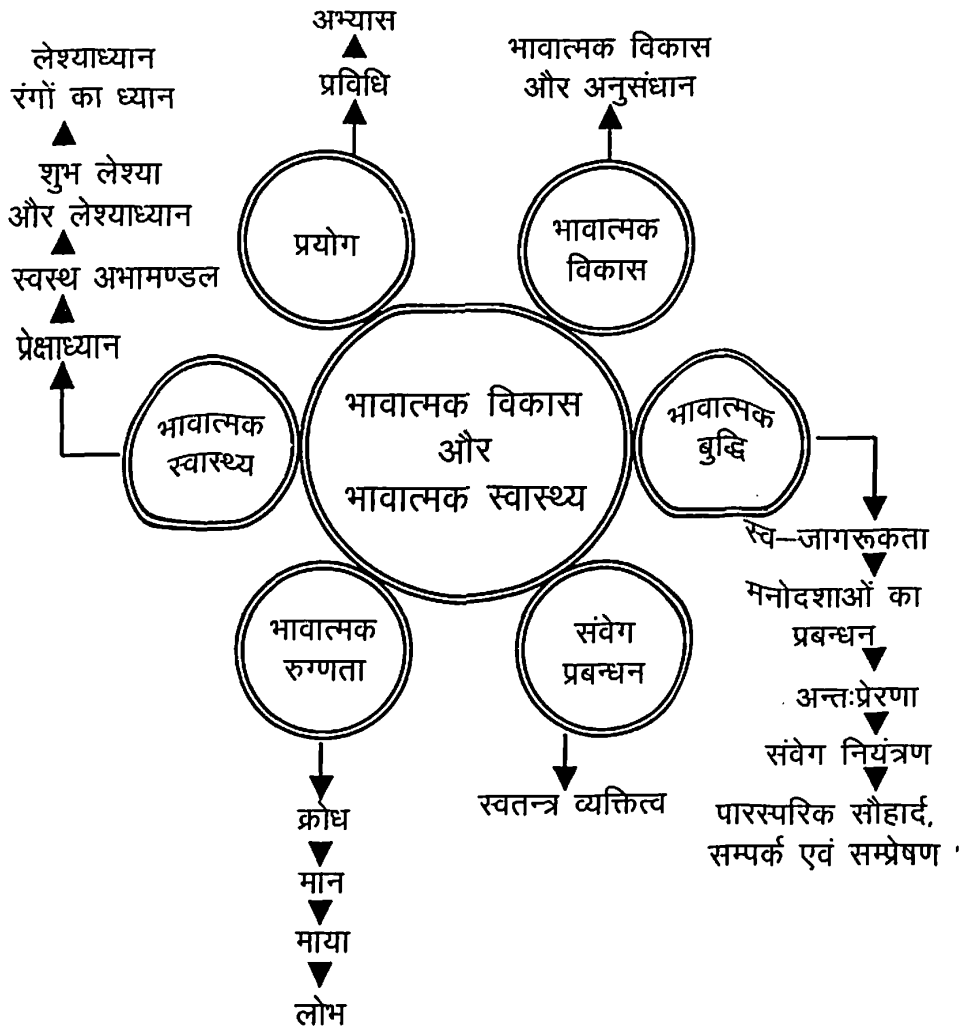 अभ्यास
प्रविधि
प्रयोग
भावात्मक विकास
और अनुसंधान
भावात्मक
विकास
लेश्याध्यान
रंगों का ध्यान
शुभ लेश्या
और लेश्याध्यान
स्वस्थ अभामण्डल
प्रेक्षाध्यान
भावात्मक
स्वास्थ्य
भावात्मक विकास
और
भावात्मक स्वास्थ्य
भावात्मक
बुद्धि
स्व–जागरूकता
मनोदशाओं का
प्रबन्धन
अन्तःप्रेरणा
संवेग नियंत्रण
पारस्परिक सौहार्द,
सम्पर्क एवं सम्प्रेषण
भावात्मक
रुग्णता
क्रोध
मान
माया
लोभ
संवेग
प्रबन्धन
स्वतन्त्र व्यक्तित्व